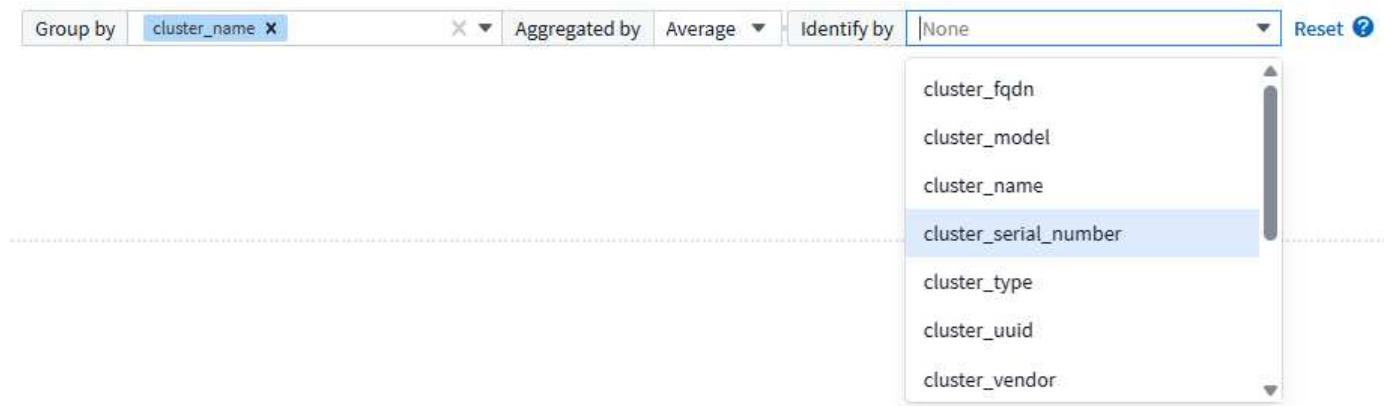 Group by cluster_name x Aggregated by Average Identify by None Reset ?
cluster_fqdn
cluster_model
cluster_name
cluster_serial_number
cluster_type
cluster_uuid
cluster_vendor